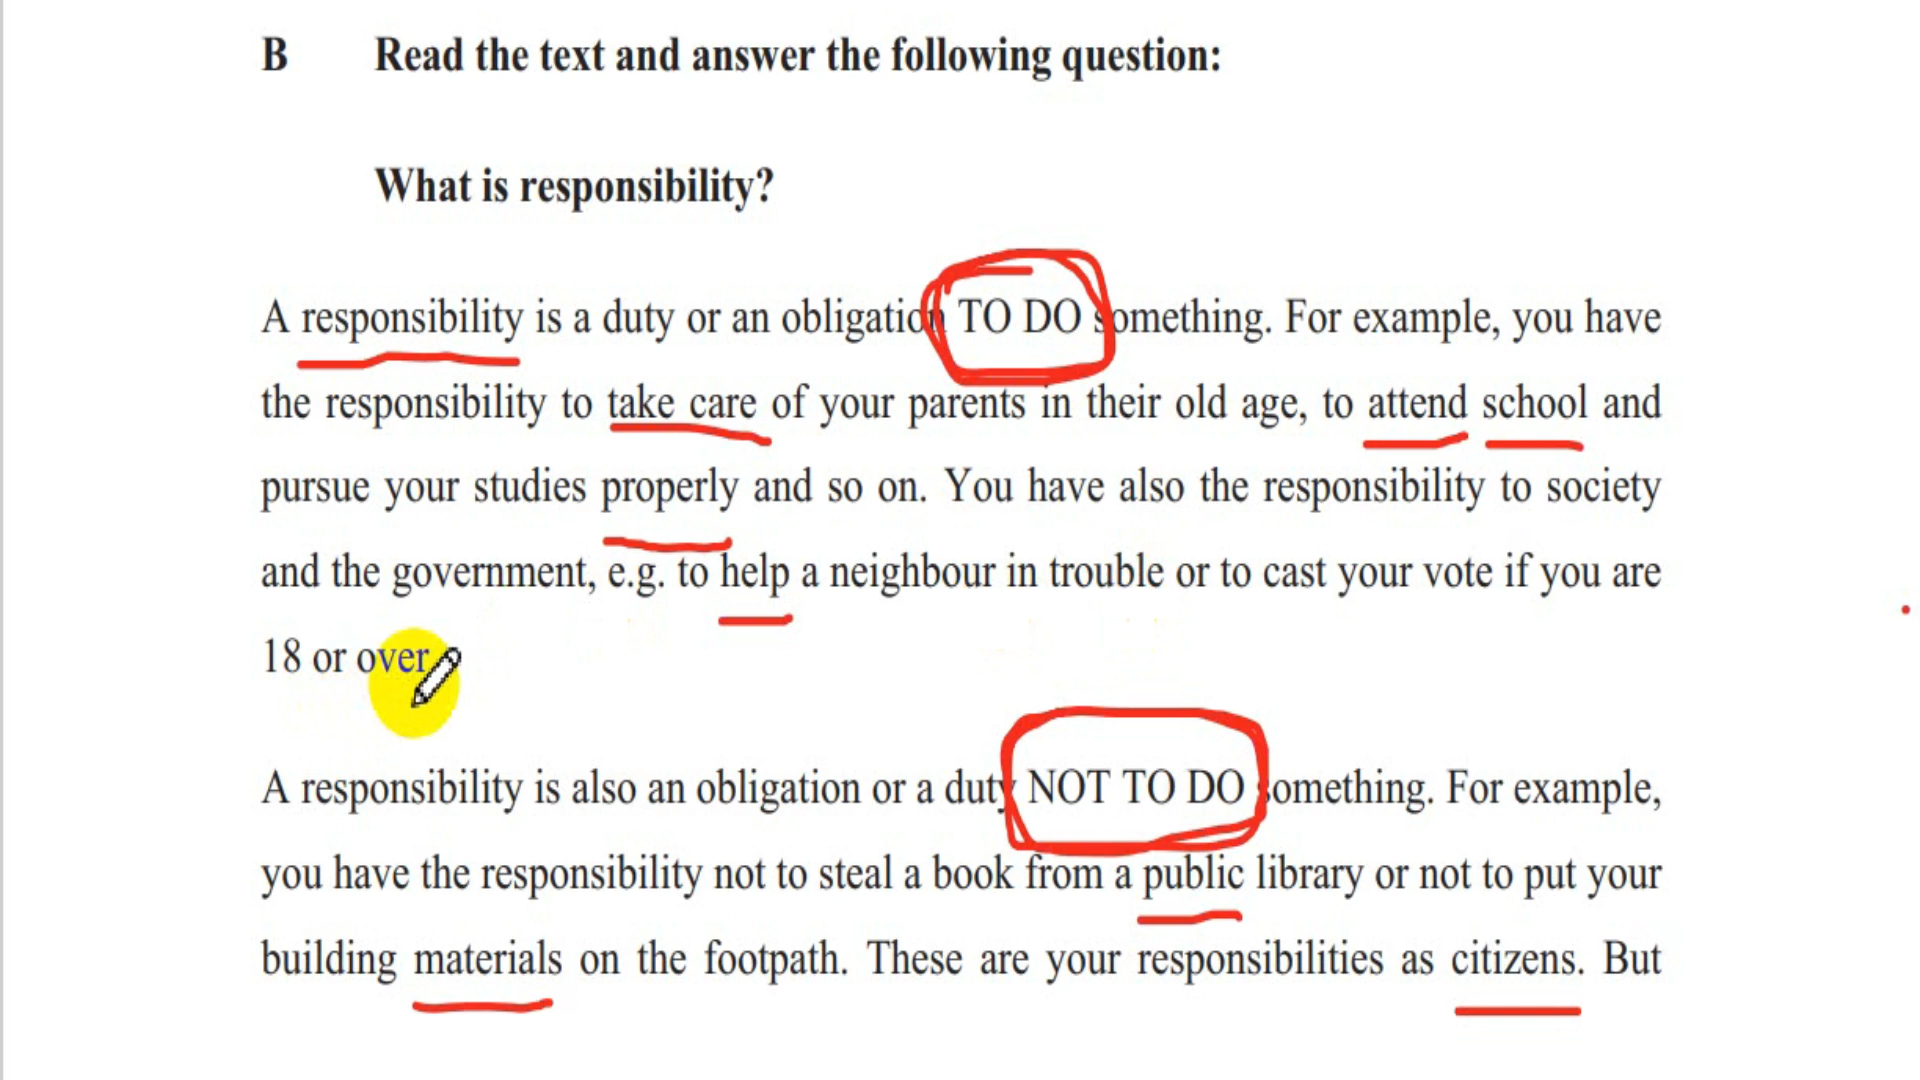 B Read the text and answer the following question:
What is responsibility?
A responsibility is a duty or an obligation TO DO something. For example, you have
the responsibility to take care of your parents in their old age, to attend school and
pursue your studies properly and so on. You have also the responsibility to society
and the government, e.g. to help a neighbour in trouble or to cast your vote if you are
18 or over
A responsibility is also an obligation or a duty NOT TO DO something. For example,
you have the responsibility not to steal a book from a public library or not to put your
building materials on the footpath. These are your responsibilities as citizens. But